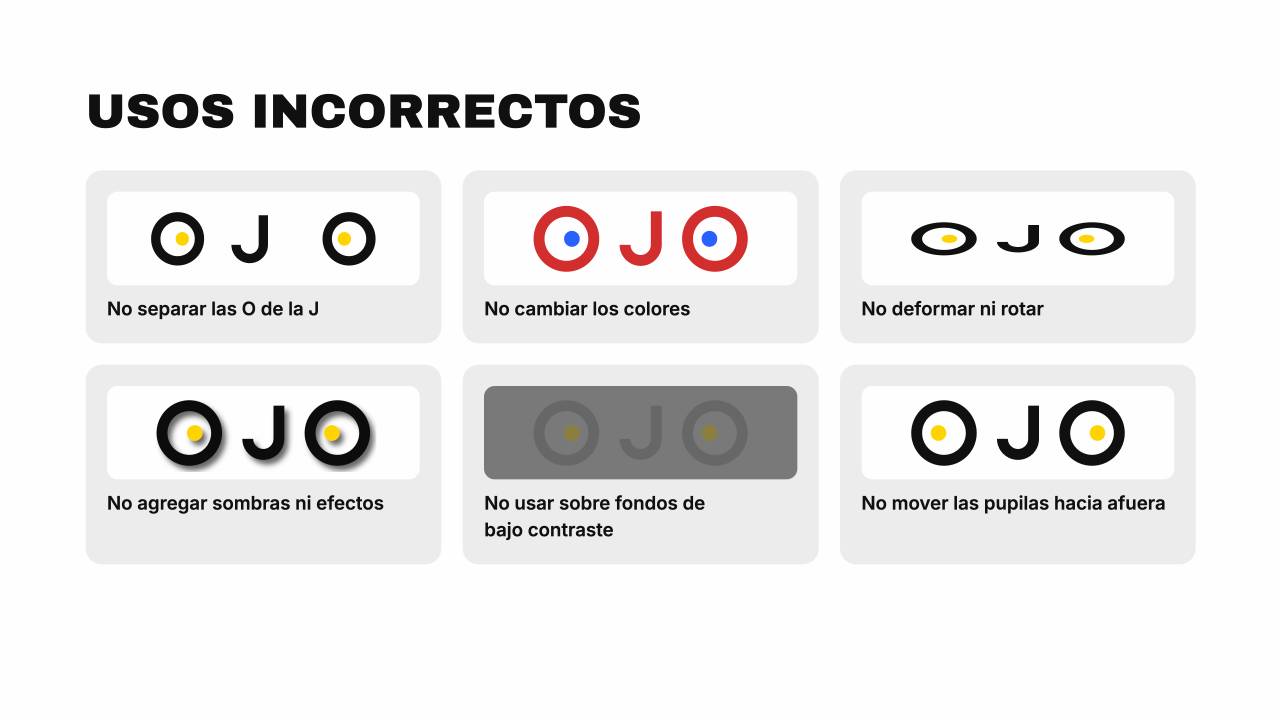 USOS INCORRECTOS
OJ O
No separar las O de la J
OJO
No cambiar los colores
OJO
No deformar ni rotar
OJO
No agregar sombras ni efectos
OJO
No usar sobre fondos de
bajo contraste
OJO
No mover las pupilas hacia afuera